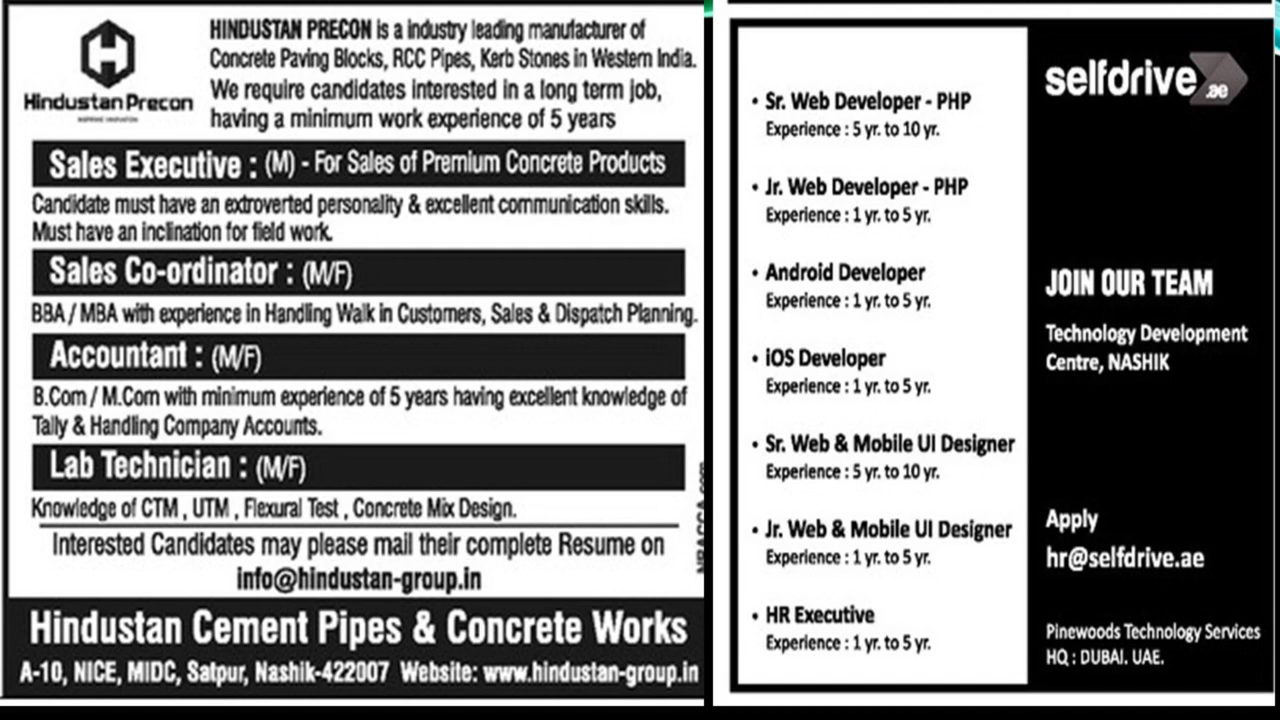 Hindustan Precon
HINDUSTAN PRECON is a industry leading manufacturer of
Concrete Paving Blocks, RCC Pipes, Kerb Stones in Western India.
We require candidates interested in a long term job,
having a minimum work experience of 5 years
Sales Executive : (M) - For Sales of Premium Concrete Products
Candidate must have an extroverted personality & excellent communication skills.
Must have an inclination for field work.
Sales Co-ordinator : (M/F)
BBA / MBA with experience in Handling Walk in Customers, Sales & Dispatch Planning.
Accountant : (M/F)
B.Com / M.Com with minimum experience of 5 years having excellent knowledge of
Tally & Handling Company Accounts.
Lab Technician : (M/F)
Knowledge of CTM , UTM , Flexural Test , Concrete Mix Design.
Interested Candidates may please mail their complete Resume on
info@hindustan-group.in
Hindustan Cement Pipes & Concrete Works
A-10, NICE, MIDC, Satpur, Nashik-422007 Website: www.hindustan-group.in
• Sr. Web Developer - PHP
Experience : 5 yr. to 10 yr.
• Jr. Web Developer - PHP
Experience : 1 yr. to 5 yr.
• Android Developer
Experience : 1 yr. to 5 yr.
• iOS Developer
Experience : 1 yr. to 5 yr.
• Sr. Web & Mobile UI Designer
Experience : 5 yr. to 10 yr.
• Jr. Web & Mobile UI Designer
Experience : 1 yr. to 5 yr.
• HR Executive
Experience : 1 yr. to 5 yr.
selfdrive.ae
JOIN OUR TEAM
Technology Development
Centre, NASHIK
Apply
hr@selfdrive.ae
Pinewoods Technology Services
HQ : DUBAI. UAE.